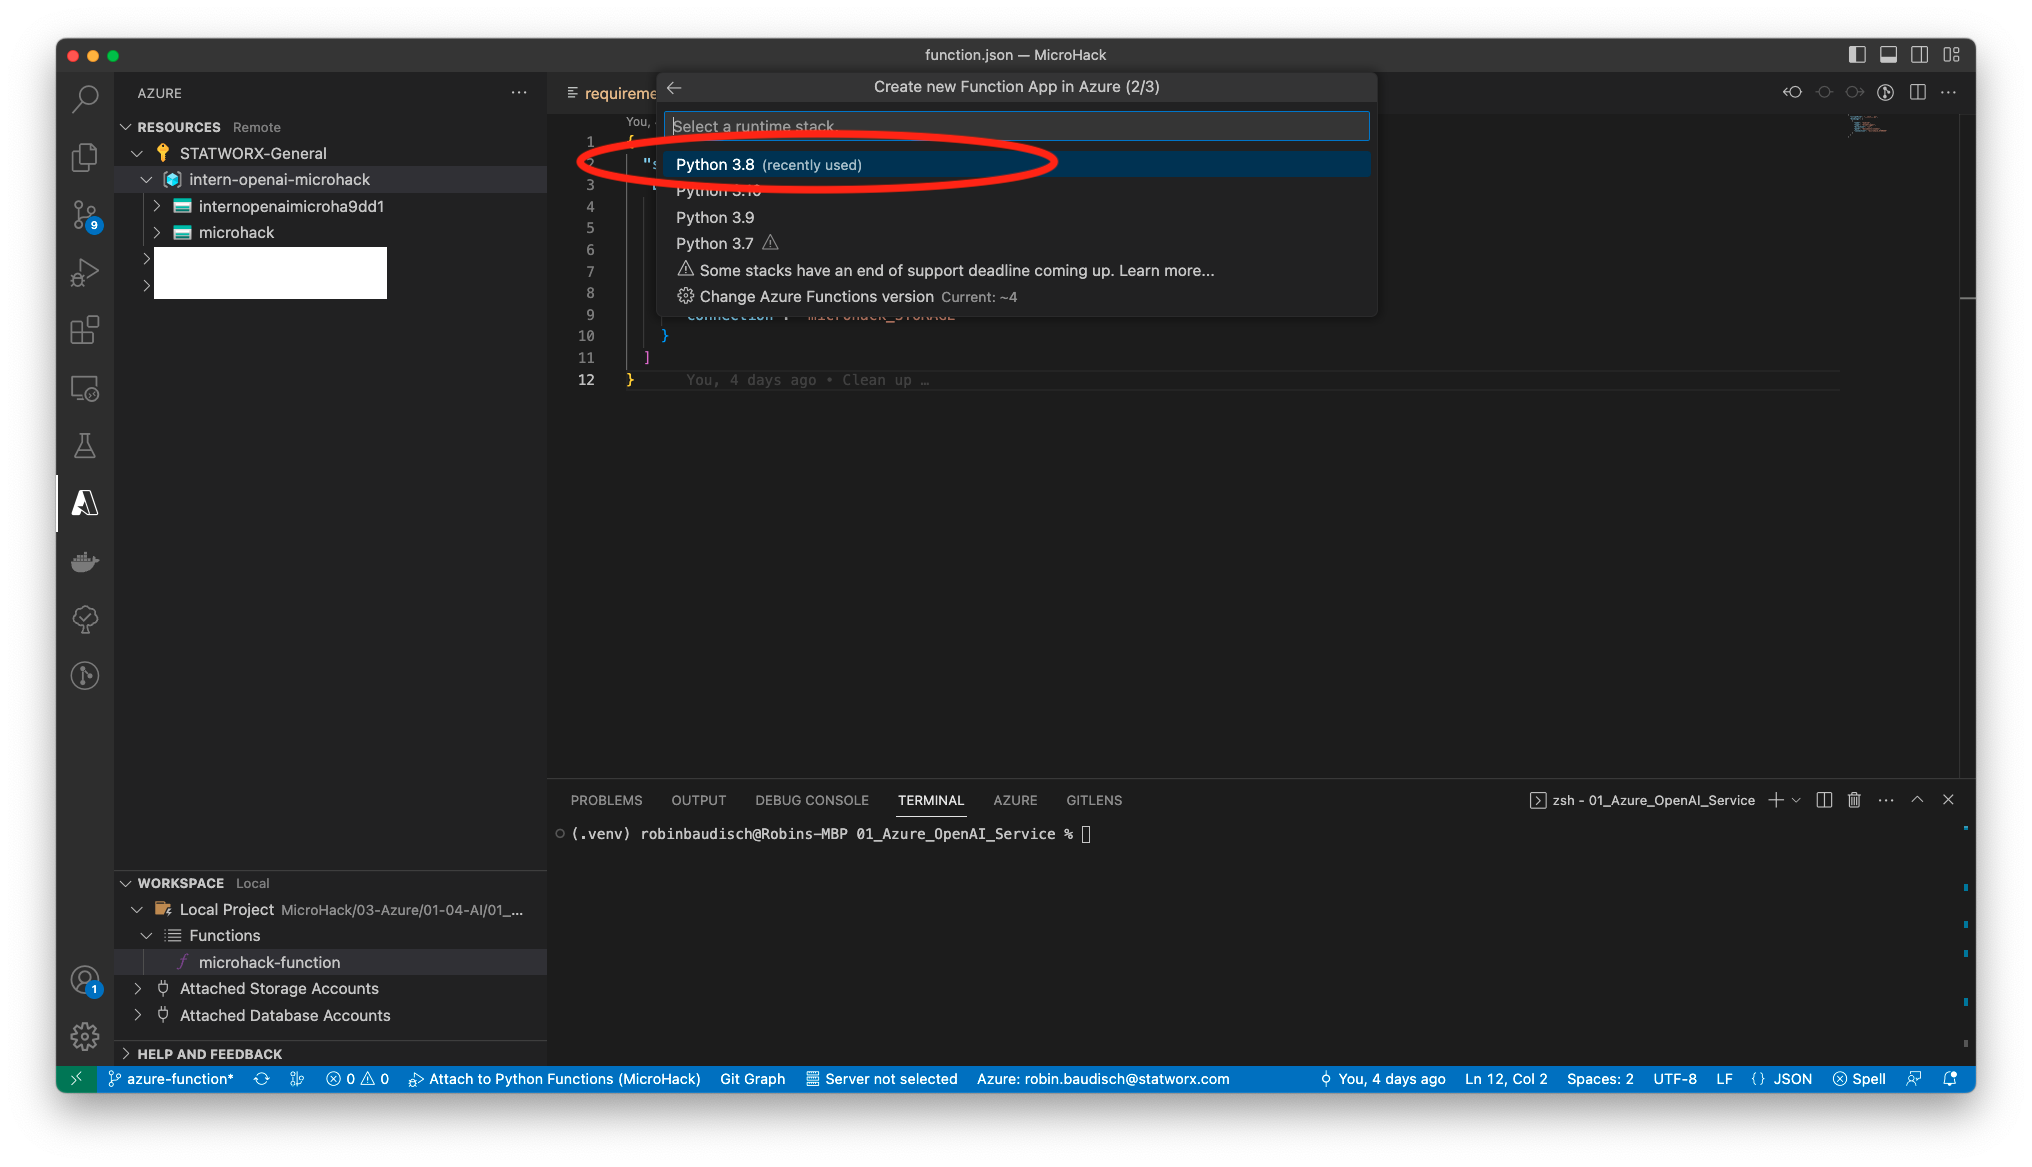 function.json — MicroHack
AZURE
RESOURCES Remote
STATWORX-General
intern-openai-microhack
internopenaimicroha9dd1
microhack
requireme
Create new Function App in Azure (2/3)
Select a runtime stack.
Python 3.8 (recently used)
Python 3.10
Python 3.9
Python 3.7
Some stacks have an end of support deadline coming up. Learn more...
Change Azure Functions version Current: ~4
You,
1 {
2 "s
3
4
5
6
7
8
9 connection": microhack_STORAGE
10 }
11 ]
12 } You, 4 days ago • Clean up …
PROBLEMS OUTPUT DEBUG CONSOLE TERMINAL AZURE GITLENS
zsh - 01_Azure_OpenAI_Service
(.venv) robinbaudisch@Robins-MBP 01_Azure_OpenAI_Service %
WORKSPACE Local
Local Project MicroHack/03-Azure/01-04-AI/01_...
Functions
microhack-function
Attached Storage Accounts
Attached Database Accounts
HELP AND FEEDBACK
9
1
azure-function* 0 0 Attach to Python Functions (MicroHack) Git Graph Server not selected Azure: robin.baudisch@statworx.com You, 4 days ago Ln 12, Col 2 Spaces: 2 UTF-8 LF {} JSON Spell